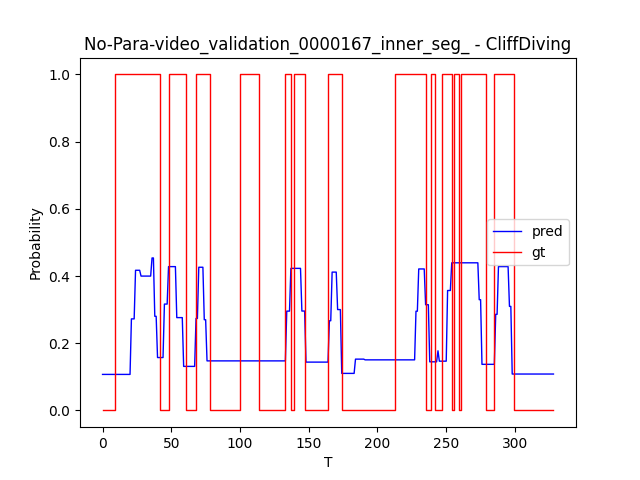 No-Para-video_validation_0000167_inner_seg_ - CliffDiving
1.0
0.8
0.6
0.4
0.2
0.0
Probability
pred
gt
0 50 100 150 200 250 300
T